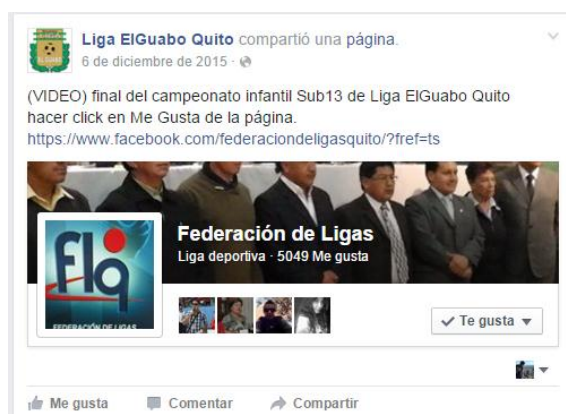 Liga ElGuabo Quito compartió una página.
6 de diciembre de 2015 ·
(VIDEO) final del campeonato infantil Sub13 de Liga ElGuabo Quito
hacer click en Me Gusta de la página.
https://www.facebook.com/federaciondeligasquito/?fref=ts
Federación de Ligas
Liga deportiva · 5049 Me gusta
flq
FEDERACIÓN DE LIGAS
Te gusta
Me gusta Comentar Compartir